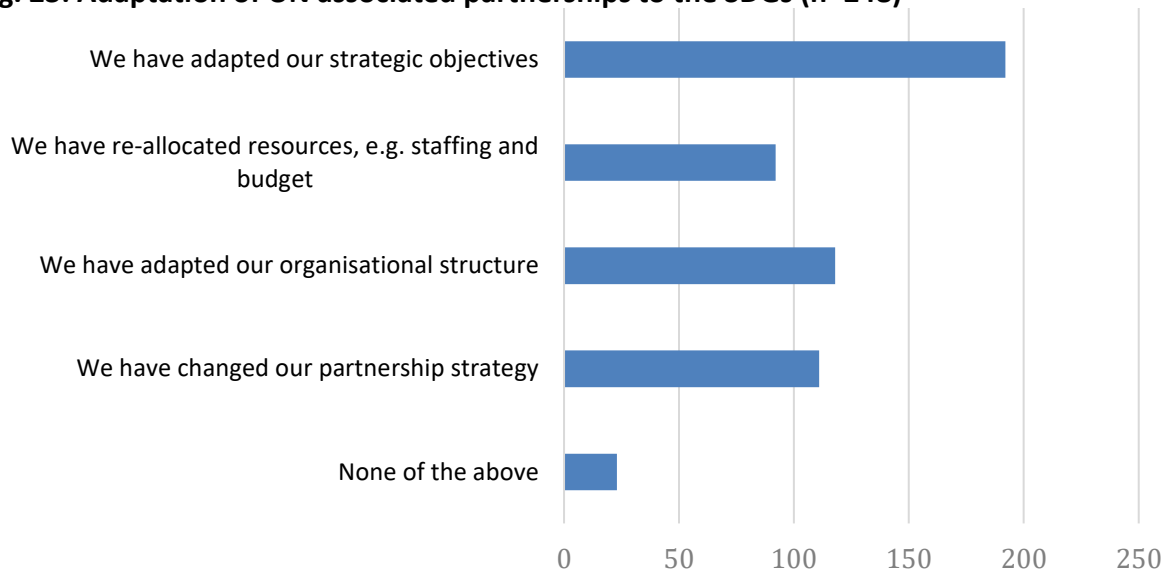 We have adapted our strategic objectives
We have re-allocated resources, e.g. staffing and
budget
We have adapted our organisational structure
We have changed our partnership strategy
None of the above
0 50 100 150 200 250